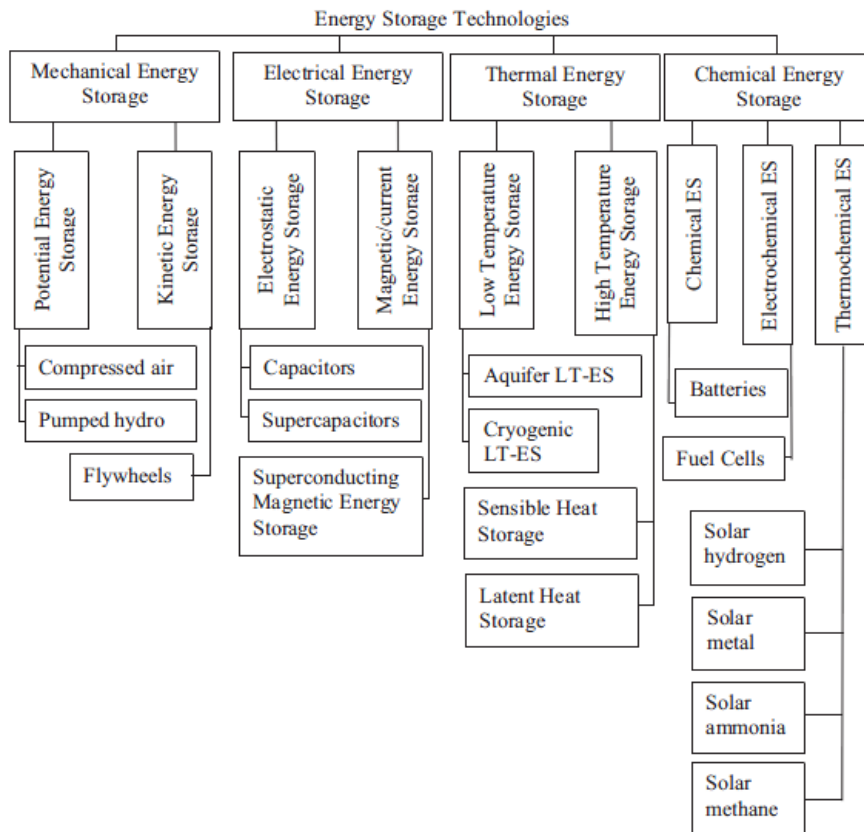 Energy Storage Technologies
Mechanical Energy
Storage
Electrical Energy
Storage
Thermal Energy
Storage
Chemical Energy
Storage
Potential Energy
Storage
Kinetic Energy
Storage
Electrostatic
Energy Storage
Magnetic/current
Energy Storage
Low Temperature
Energy Storage
High Temperature
Energy Storage
Chemical ES
Electrochemical ES
Thermochemical ES
Compressed air
Pumped hydro
Flywheels
Capacitors
Supercapacitors
Superconducting
Magnetic Energy
Storage
Aquifer LT-ES
Cryogenic
LT-ES
Sensible Heat
Storage
Latent Heat
Storage
Batteries
Fuel Cells
Solar
hydrogen
Solar
metal
Solar
ammonia
Solar
methane